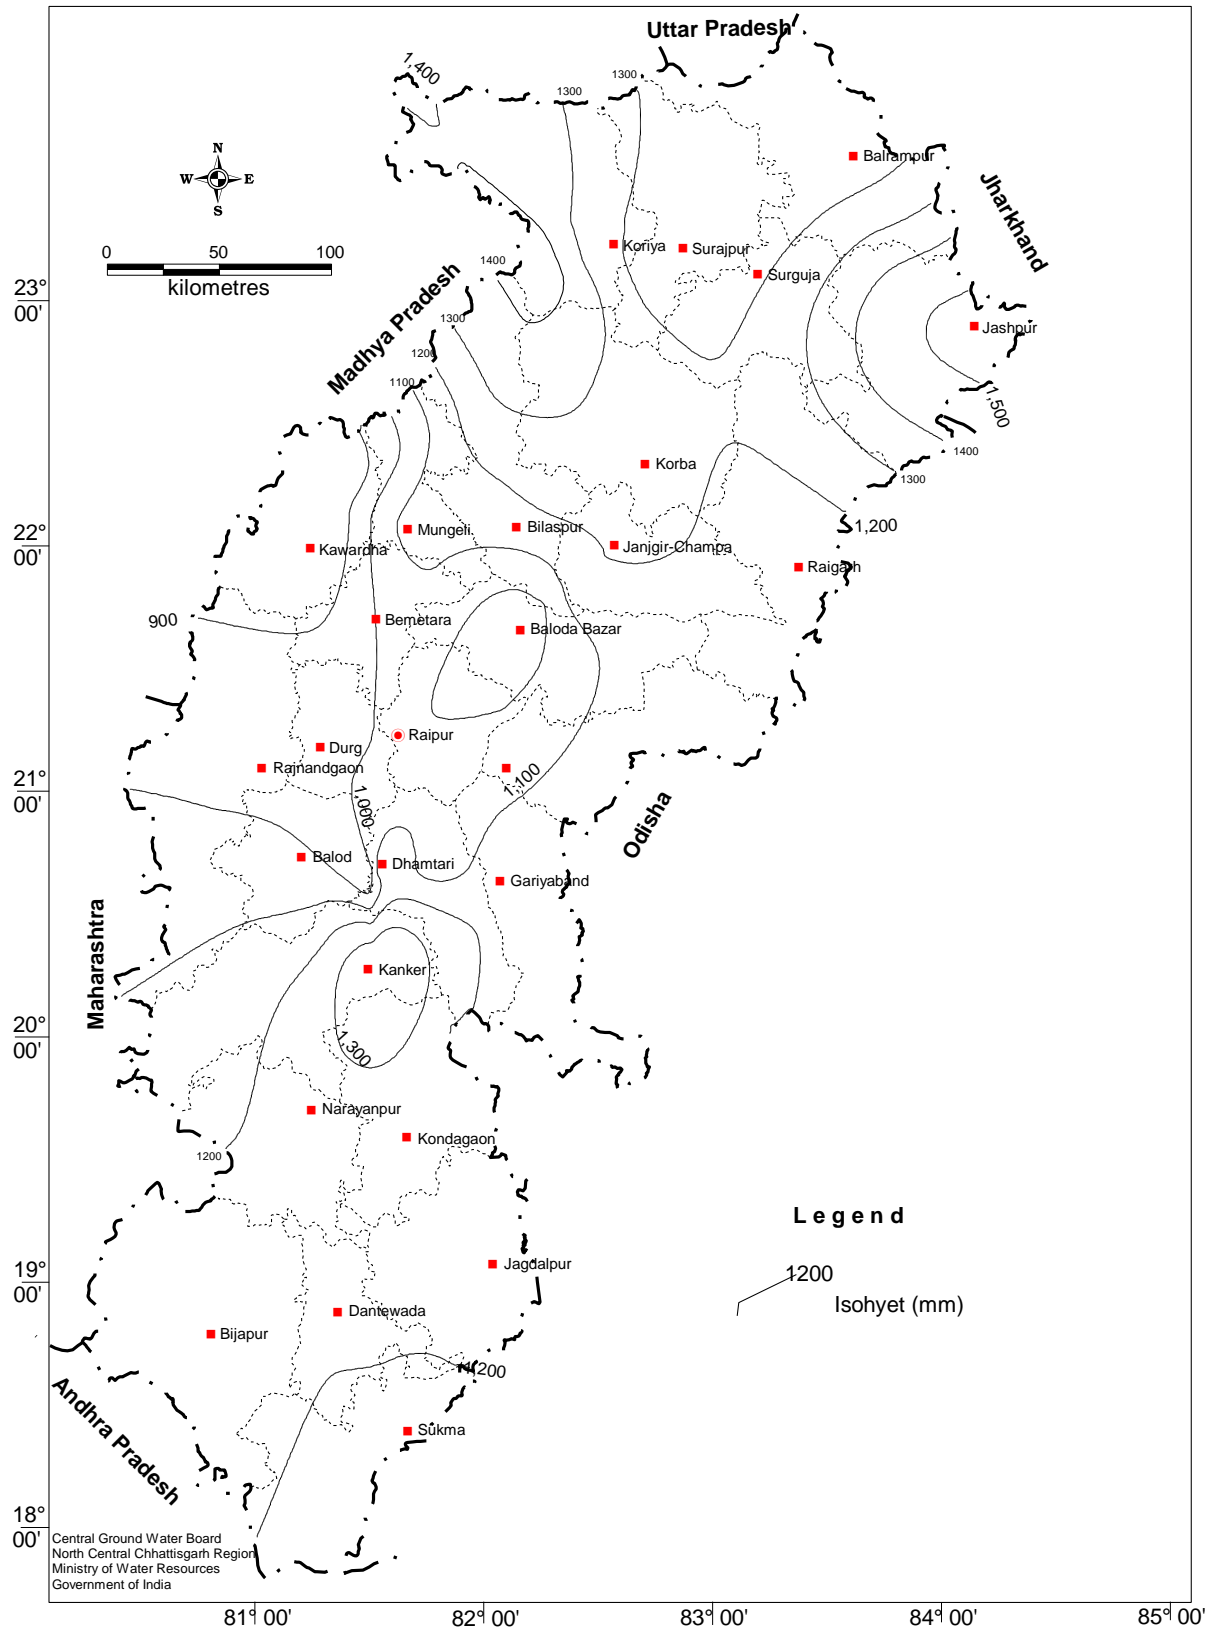 Uttar Pradesh
1,400
1300
1300
N
W E
S
Balrampur
Jharkhand
0 50 100
kilometres
Koriya
Surajpur
Surguja
Madhya Pradesh
1400
23°
00'
1300
Jashpur
1200
1100
1,500
1400
Korba
1300
22°
00'
Mungeli
Bilaspur
1,200
Kawardha
Janjgir-Champa
Raigarh
900
Bemetara
Baloda Bazar
Raipur
Durg
Rajnandgaon
21°
00'
1,100
1,000
Odisha
Balod
Dhamtari
Gariyaband
Maharashtra
Kanker
20°
00'
1,300
Narayanpur
Kondagaon
1200
Legend
19°
00'
Jagdalpur
1200
Isohyet (mm)
Dantewada
Bijapur
1,200
Andhra Pradesh
Sukma
18°
00'
Central Ground Water Board
North Central Chhattisgarh Region
Ministry of Water Resources
Government of India
81° 00' 82° 00' 83° 00' 84° 00' 85° 00'